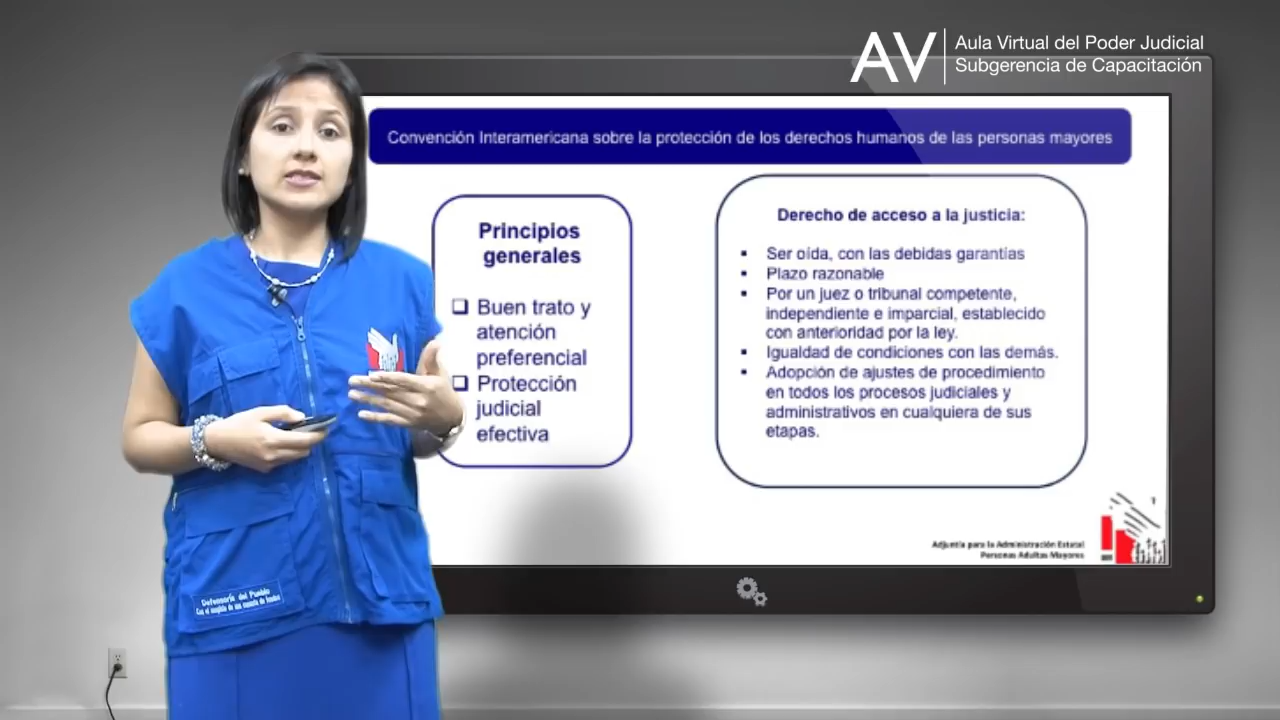 AV
Aula Virtual del Poder Judicial
Subgerencia de Capacitación
Convención Interamericana sobre la protección de los derechos humanos de las personas mayores
Principios
generales
❑ Buen trato y
atención
preferencial
❑ Protección
judicial
efectiva
Derecho de acceso a la justicia:
▪ Ser oída, con las debidas garantías
▪ Plazo razonable
▪ Por un juez o tribunal competente,
independiente e imparcial, establecido
con anterioridad por la ley.
▪ Igualdad de condiciones con las demás.
▪ Adopción de ajustes de procedimiento
en todos los procesos judiciales y
administrativos en cualquiera de sus
etapas.
Adjuntía para la Administración Estatal
Personas Adultas Mayores
Defensoría del Pueblo